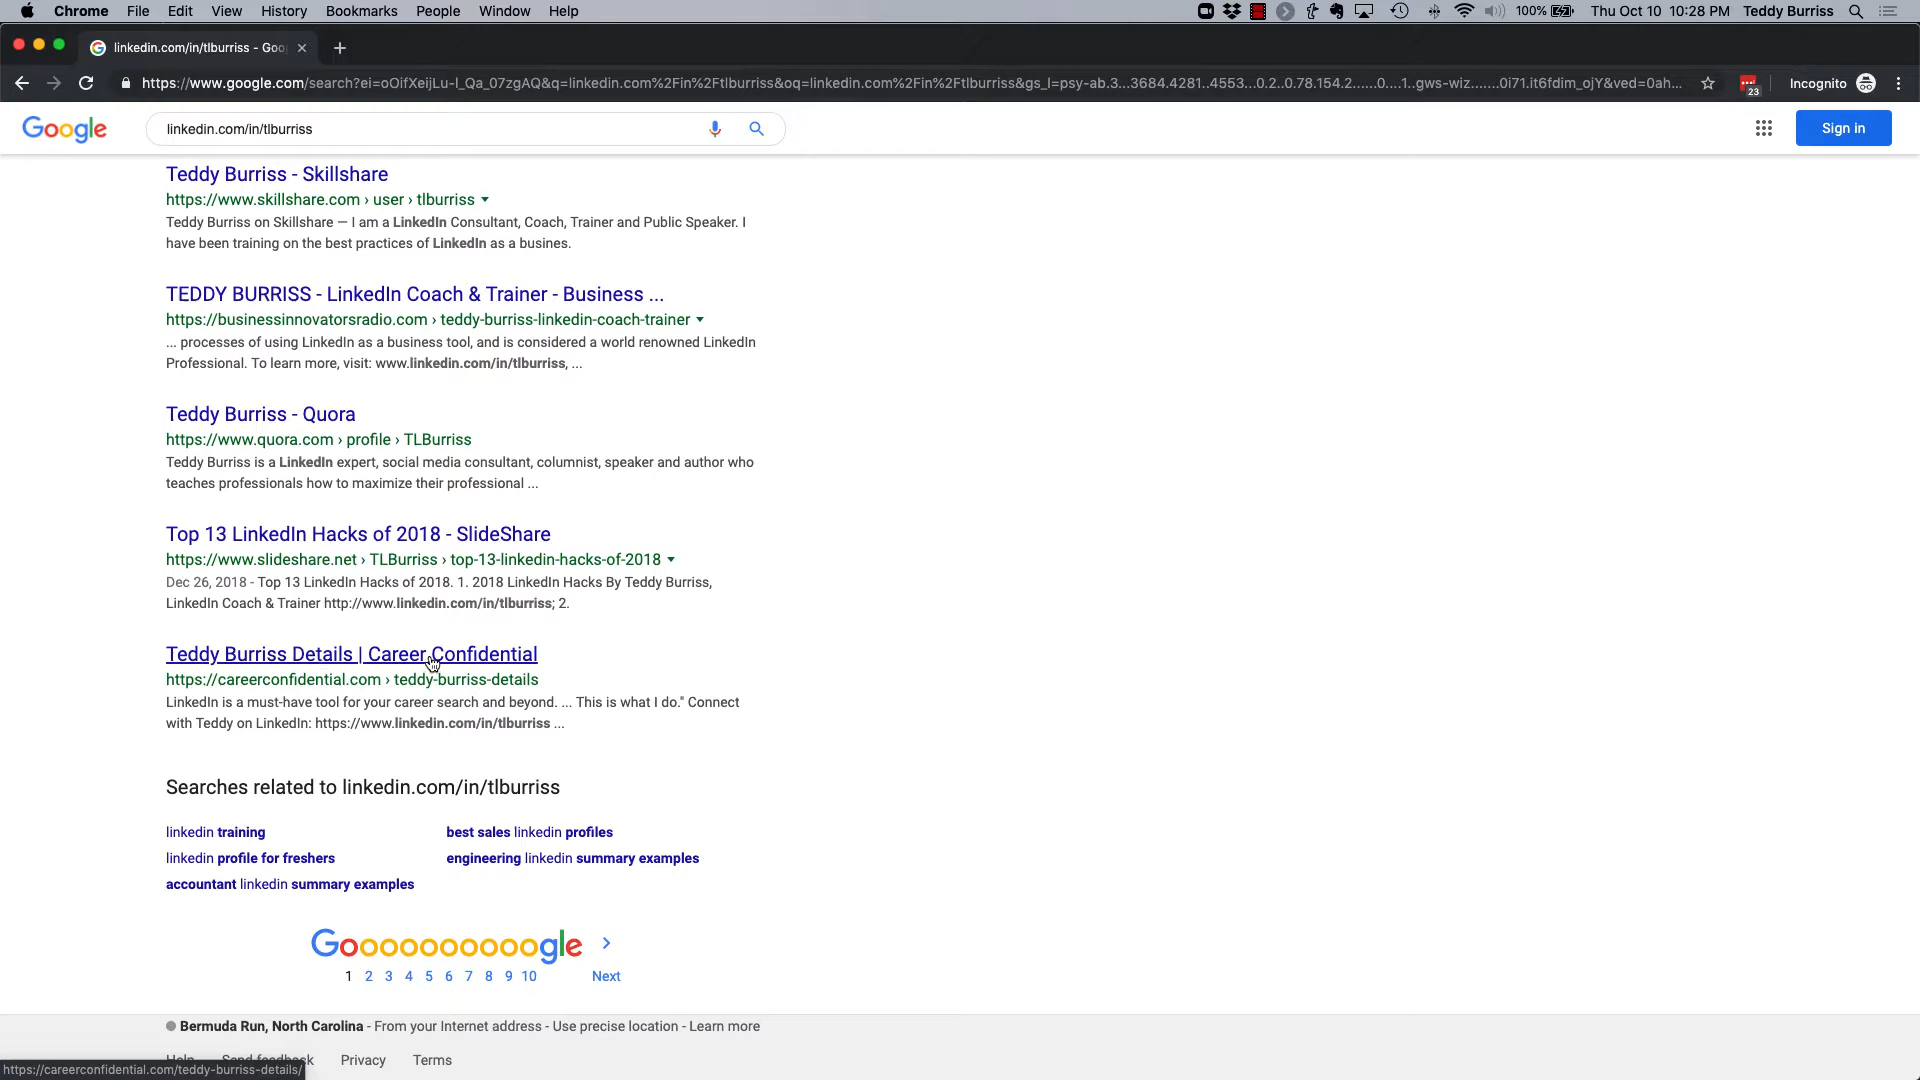 Chrome File Edit View History Bookmarks People Window Help 100% Thu Oct 10 10:28 PM Teddy Burriss
linkedin.com/in/tlburriss - Goo
https://www.google.com/search?ei=oOifXeijLu-l_Qa_07zgAQ&q=linkedin.com%2Fin%2Ftlburriss&oq=linkedin.com%2Fin%2Ftlburriss&gs_l=psy-ab.3...3684.4281..4553...0.2..0.78.154.2......0....1..gws-wiz.......0i71.it6fdim_ojY&ved=0ah... 23 Incognito
Google linkedin.com/in/tlburriss Sign in
Teddy Burriss - Skillshare
https://www.skillshare.com › user › tlburriss
Teddy Burriss on Skillshare — I am a LinkedIn Consultant, Coach, Trainer and Public Speaker. I
have been training on the best practices of LinkedIn as a busines.
TEDDY BURRISS - LinkedIn Coach & Trainer - Business ...
https://businessinnovatorsradio.com › teddy-burriss-linkedin-coach-trainer
... processes of using LinkedIn as a business tool, and is considered a world renowned LinkedIn
Professional. To learn more, visit: www.linkedin.com/in/tlburriss, ...
Teddy Burriss - Quora
https://www.quora.com › profile › TLBurriss
Teddy Burriss is a LinkedIn expert, social media consultant, columnist, speaker and author who
teaches professionals how to maximize their professional ...
Top 13 LinkedIn Hacks of 2018 - SlideShare
https://www.slideshare.net › TLBurriss › top-13-linkedin-hacks-of-2018
Dec 26, 2018 - Top 13 LinkedIn Hacks of 2018. 1. 2018 LinkedIn Hacks By Teddy Burriss,
LinkedIn Coach & Trainer http://www.linkedin.com/in/tlburriss; 2.
Teddy Burriss Details | Career Confidential
https://careerconfidential.com › teddy-burriss-details
LinkedIn is a must-have tool for your career search and beyond. ... This is what I do." Connect
with Teddy on LinkedIn: https://www.linkedin.com/in/tlburriss ...
Searches related to linkedin.com/in/tlburriss
linkedin training best sales linkedin profiles
linkedin profile for freshers engineering linkedin summary examples
accountant linkedin summary examples
Goooooooooogle >
1 2 3 4 5 6 7 8 9 10 Next
Bermuda Run, North Carolina - From your Internet address - Use precise location - Learn more
Help Send feedback Privacy Terms
https://careerconfidential.com/teddy-burriss-details/